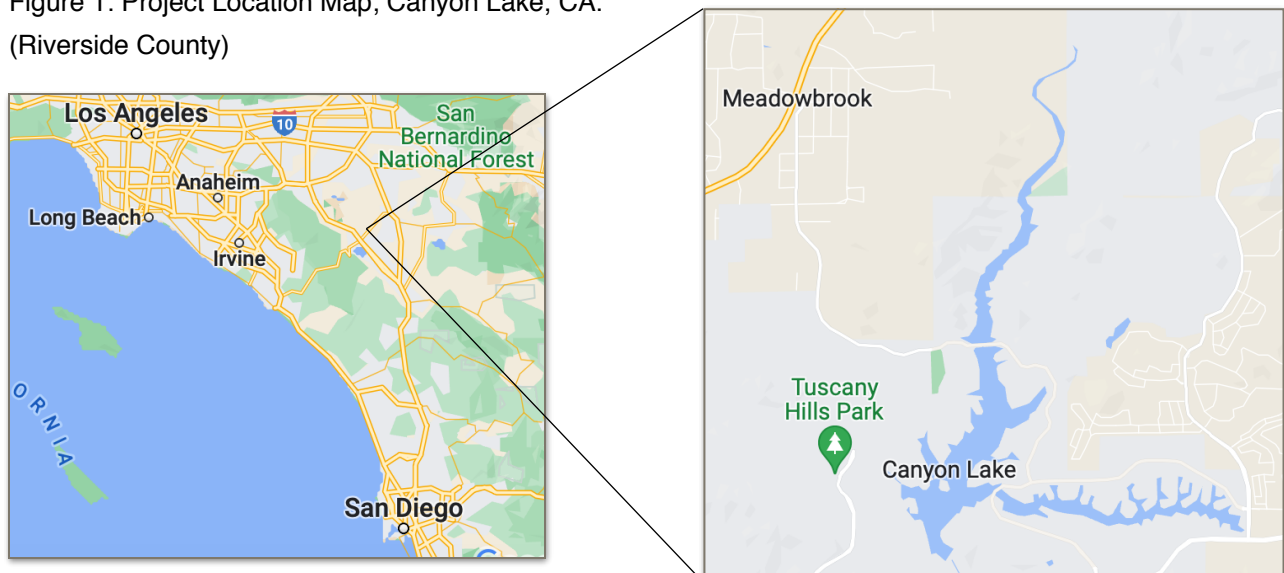 Figure 1. Project Location Map, Canyon Lake, CA.
(Riverside County)
Los Angeles
10
San
Bernardino
National Forest
Anaheim
Long Beach
Irvine
ORNIA
San Diego
Meadowbrook
Tuscany
Hills Park
Canyon Lake